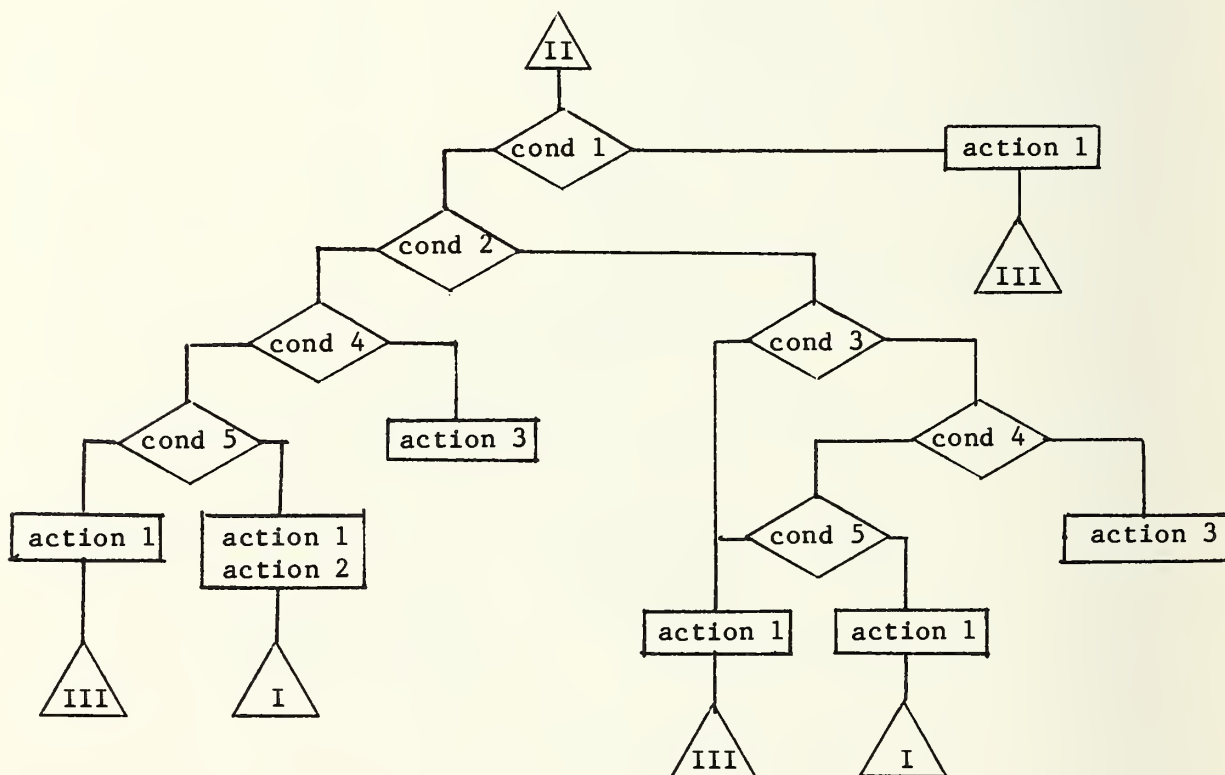 II
cond 1
action 1
cond 2
III
cond 4
cond 3
cond 5
action 3
cond 4
action 1
action 1
action 2
cond 5
action 3
action 1
action 1
III
I
III
I